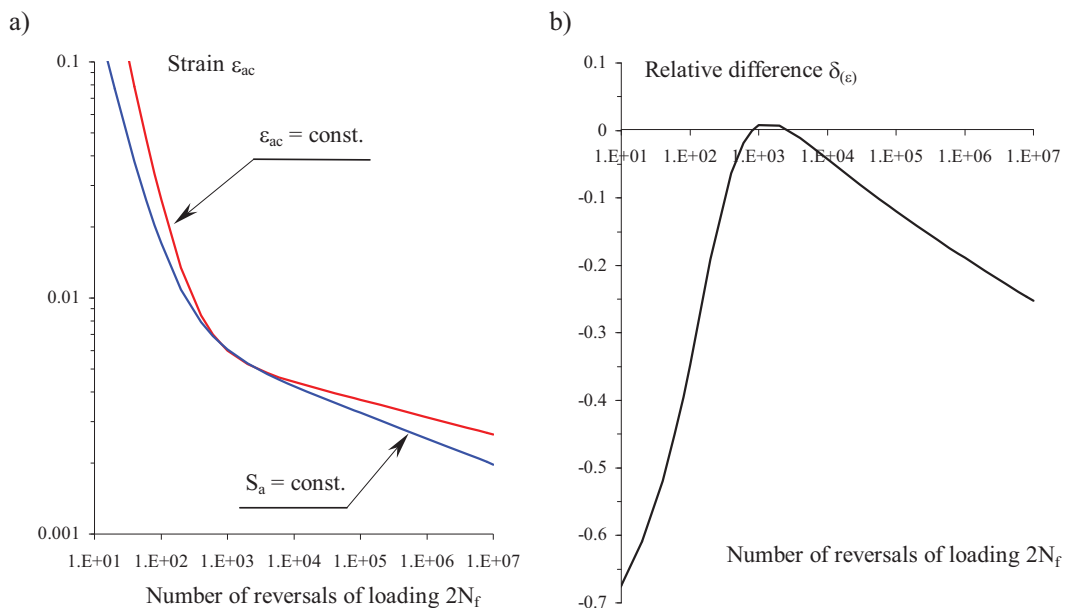 a)
Strain εac
0.1
0.01
0.001
εac = const.
Sa = const.
1.E+01 1.E+02 1.E+03 1.E+04 1.E+05 1.E+06 1.E+07
Number of reversals of loading 2Nf
b)
Relative difference δ(ε)
0.1
0
-0.1
-0.2
-0.3
-0.4
-0.5
-0.6
-0.7
1.E+01 1.E+02 1.E+03 1.E+04 1.E+05 1.E+06 1.E+07
Number of reversals of loading 2Nf